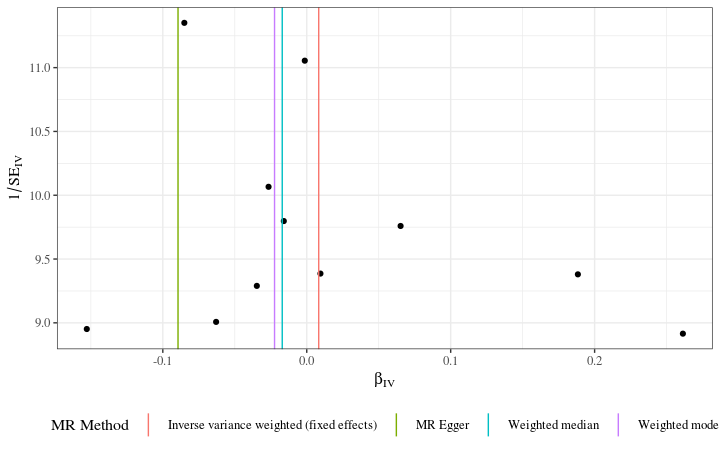 11.0
10.5
10.0
9.5
9.0
1/SE_IV
-0.1 0.0 0.1 0.2
β_IV
MR Method Inverse variance weighted (fixed effects) MR Egger Weighted median Weighted mode